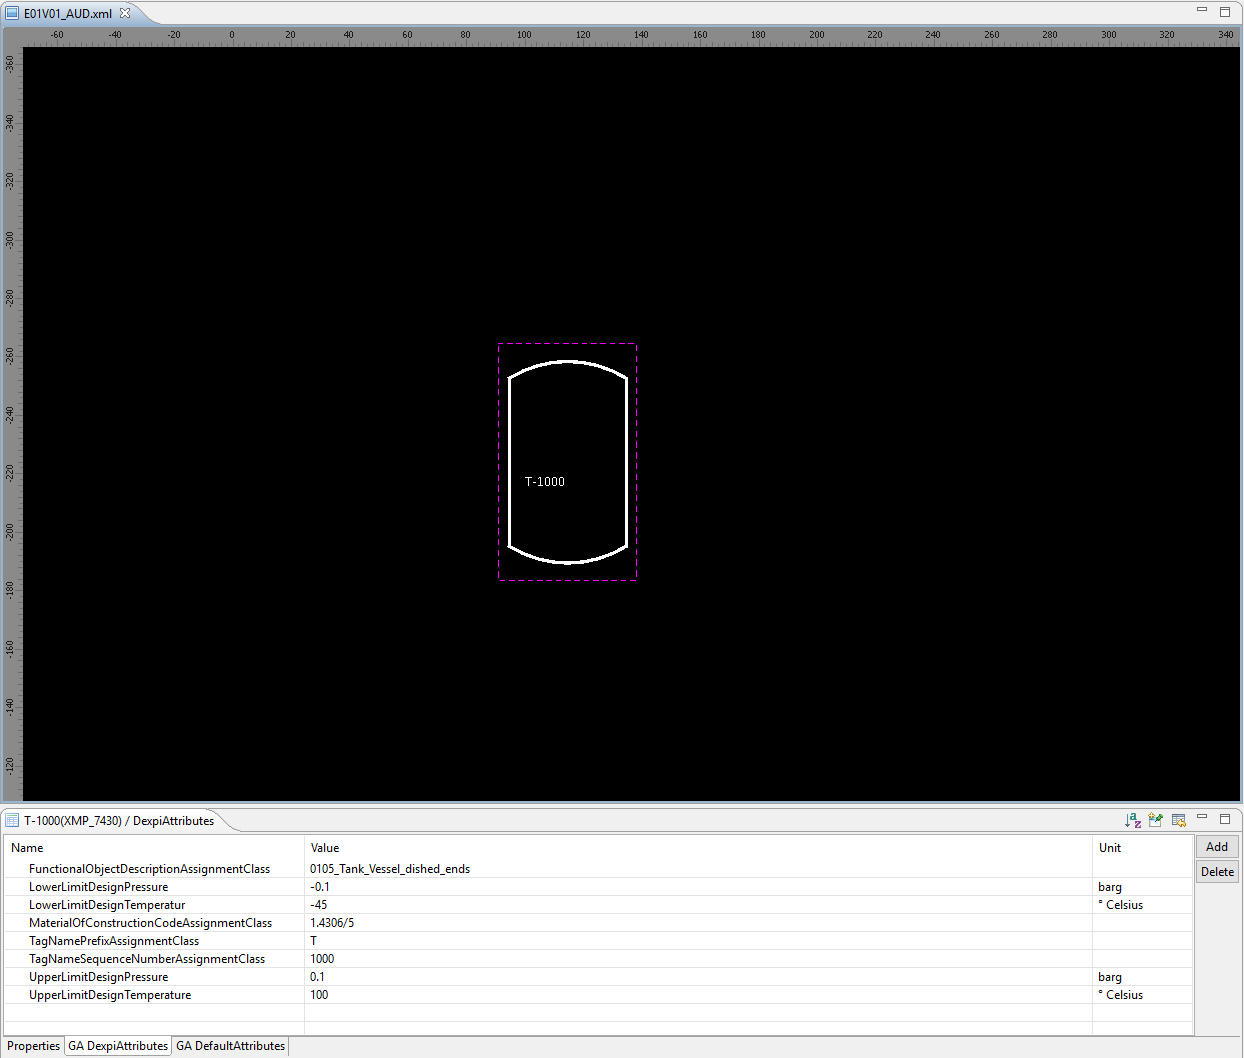 E01V01_AUD.xml
-60 -40 -20 0 20 40 60 80 100 120 140 160 180 200 220 240 260 280 300 320 340
-360
-340
-320
-300
-280
-260
-240
-220
-200
-180
-160
-140
-120
T-1000
T-1000(XMP_7430) / DexpiAttributes
Name Value Unit Add
FunctionalObjectDescriptionAssignmentClass 0105_Tank_Vessel_dished_ends Delete
LowerLimitDesignPressure -0.1 barg
LowerLimitDesignTemperatur -45 ° Celsius
MaterialOfConstructionCodeAssignmentClass 1.4306/5
TagNamePrefixAssignmentClass T
TagNameSequenceNumberAssignmentClass 1000
UpperLimitDesignPressure 0.1 barg
UpperLimitDesignTemperature 100 ° Celsius
Properties GA DexpiAttributes GA DefaultAttributes